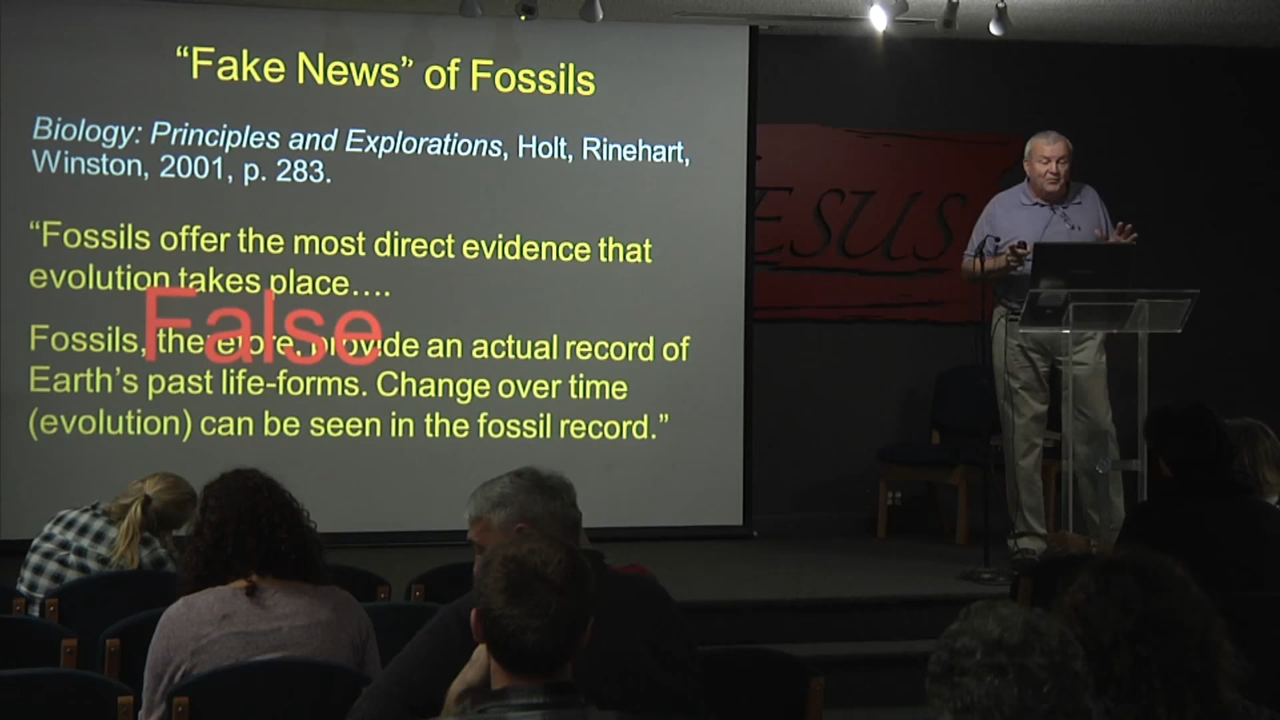 “Fake News” of Fossils
Biology: Principles and Explorations, Holt, Rinehart,
Winston, 2001, p. 283.
“Fossils offer the most direct evidence that
evolution takes place….
False
Fossils, therefore, provide an actual record of
Earth’s past life-forms. Change over time
(evolution) can be seen in the fossil record.”
ESUS